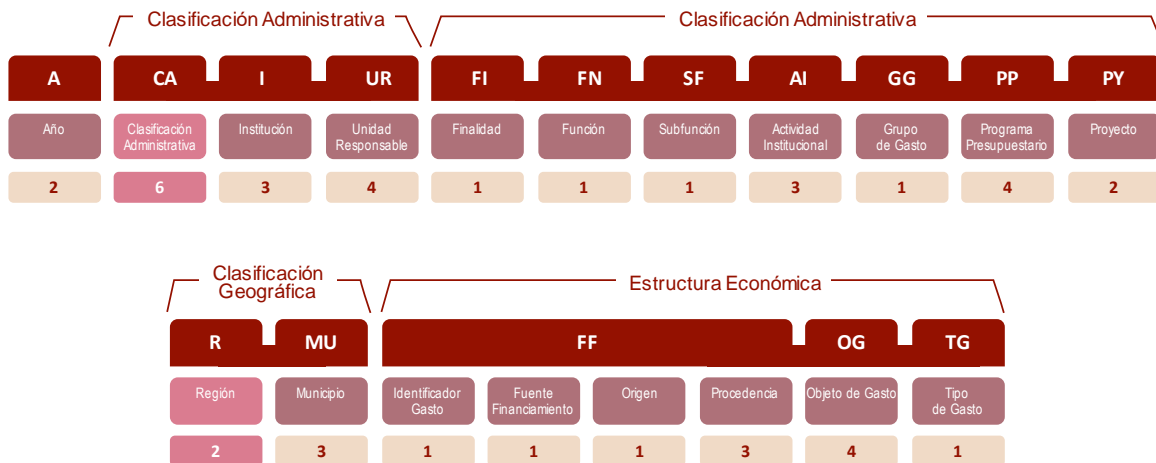 Clasificación Administrativa
Clasificación Administrativa
A CA I UR FI FN SF AI GG PP PY
Año Clasificación Administrativa Institución Unidad Responsable Finalidad Función Subfunción Actividad Institucional Grupo de Gasto Programa Presupuestario Proyecto
2 6 3 4 1 1 1 3 1 4 2
Clasificación
Geográfica
Estructura Económica
R MU FF OG TG
Región Municipio Identificador Gasto Fuente Financiamiento Origen Procedencia Objeto de Gasto Tipo de Gasto
2 3 1 1 1 3 4 1